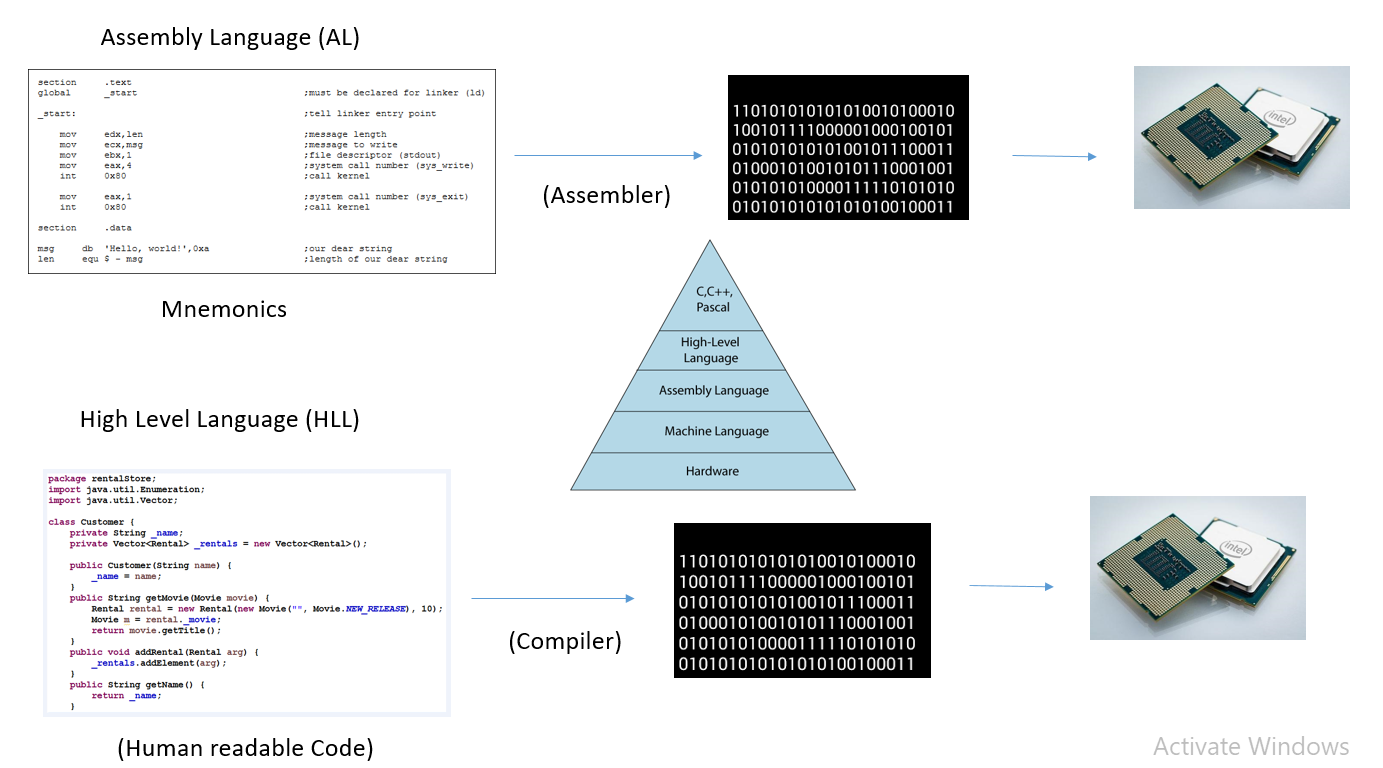 Assembly Language (AL)
section .text
global _start ;must be declared for linker (ld)
_start: ;tell linker entry point
mov edx,len ;message length
mov ecx,msg ;message to write
mov ebx,1 ;file descriptor (stdout)
mov eax,4 ;system call number (sys_write)
int 0x80 ;call kernel
mov eax,1 ;system call number (sys_exit)
int 0x80 ;call kernel
section .data
msg db 'Hello, world!',0xa ;our dear string
len equ $ - msg ;length of our dear string
Mnemonics
(Assembler)
110101010101010010100010
100101111000001000100101
010101010101001011100011
010001010010101110001001
010101010000111110101010
010101010101010100100011
intel
C,C++,
Pascal
High-Level
Language
Assembly Language
Machine Language
Hardware
High Level Language (HLL)
package rentalStore;
import java.util.Enumeration;
import java.util.Vector;
class Customer {
private String _name;
private Vector<Rental> _rentals = new Vector<Rental>();
public Customer(String name) {
_name = name;
}
public String getMovie(Movie movie) {
Rental rental = new Rental(new Movie("", Movie.NEW_RELEASE), 10);
Movie m = rental._movie;
return movie.getTitle();
}
public void addRental(Rental arg) {
_rentals.addElement(arg);
}
public String getName() {
return _name;
}
(Human readable Code)
(Compiler)
110101010101010010100010
100101111000001000100101
010101010101001011100011
010001010010101110001001
010101010000111110101010
010101010101010100100011
intel
Activate Windows